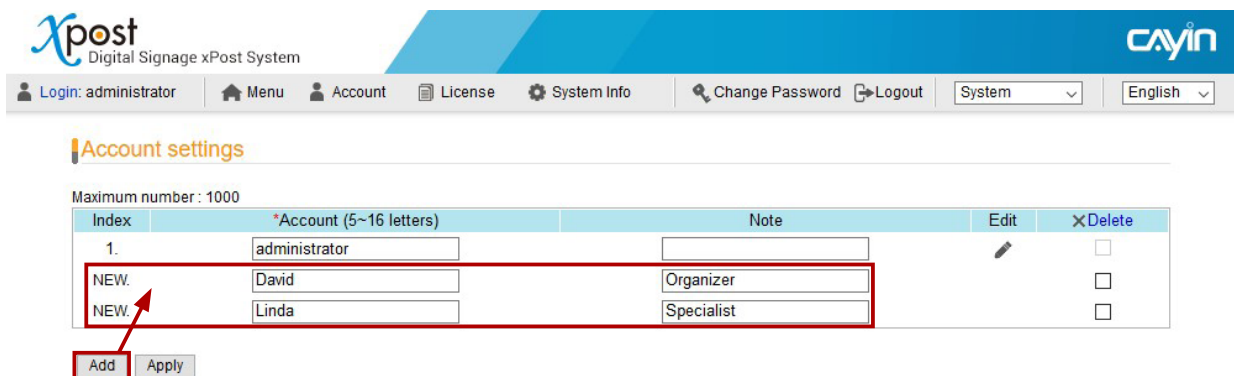 xpost
Digital Signage xPost System
CAYIN
Login: administrator Menu Account License System Info Change Password Logout System English
Account settings
Maximum number : 1000
Index *Account (5~16 letters) Note Edit Delete
1. administrator
NEW. David Organizer
NEW. Linda Specialist
Add Apply